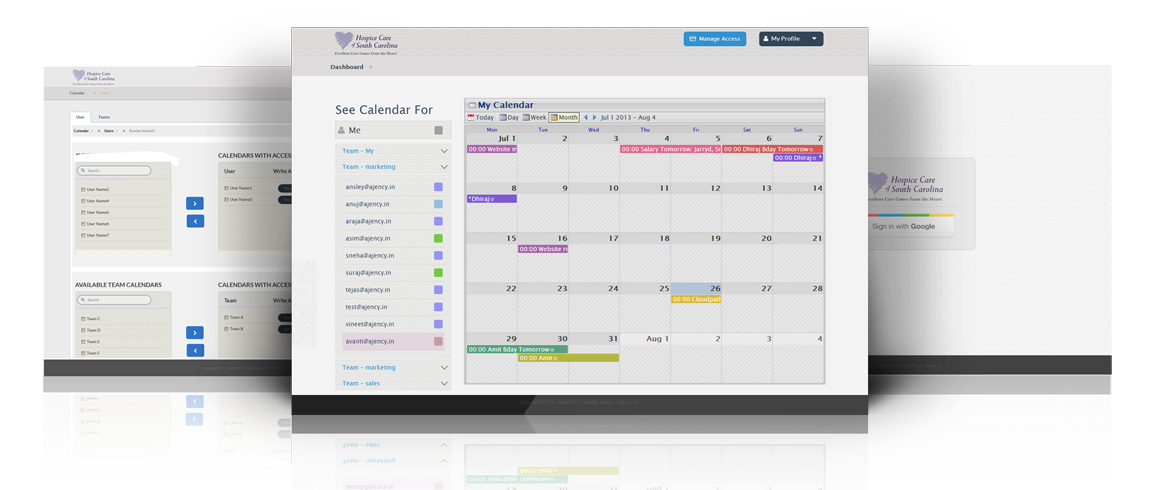 Hospice Care
of South Carolina
Excellent Care Comes From the Heart.
Manage Access
My Profile
Dashboard
See Calendar For
Me
Team - My
Team - marketing
ansley@ajency.in
anuj@ajency.in
araja@ajency.in
asim@ajency.in
sneha@ajency.in
suraj@ajency.in
tejas@ajency.in
test@ajency.in
vineet@ajency.in
avanti@ajency.in
Team - marketing
Team - sales
My Calendar
Today Day Week Month Jul 1 2013 - Aug 4
Mon Tue Wed Thu Fri Sat Sun
Jul 1 2 3 4 5 6 7
00:00 Website 00:00 Salary Tomorrow: Jarryd, 00:00 Dhiraj Bday Tomorrow
00:00 Dhiraj
8 9 10 11 12 13 14
*Dhiraj
15 16 17 18 19 20 21
00:00 Website
22 23 24 25 26 27 28
00:00 Cloudpad
29 30 31 Aug 1 2 3 4
00:00 Amit Bday Tomorrow
00:00 Amit
Hospice Care
of South Carolina
Calendar
User Teams
Calendar Users
CALENDARS WITH ACCESS
Search
User Write A
User Name2
User Name4
User Name5
User Name6
User Name7
User Name1
User Name3
AVAILABLE TEAM CALENDARS
CALENDARS WITH ACCESS
Search
Team Write A
Team C
Team D
Team E
Team F
Team A
Team B
Hospice Care
of South Carolina
Excellent Care Comes From the Heart.
Sign in with Google